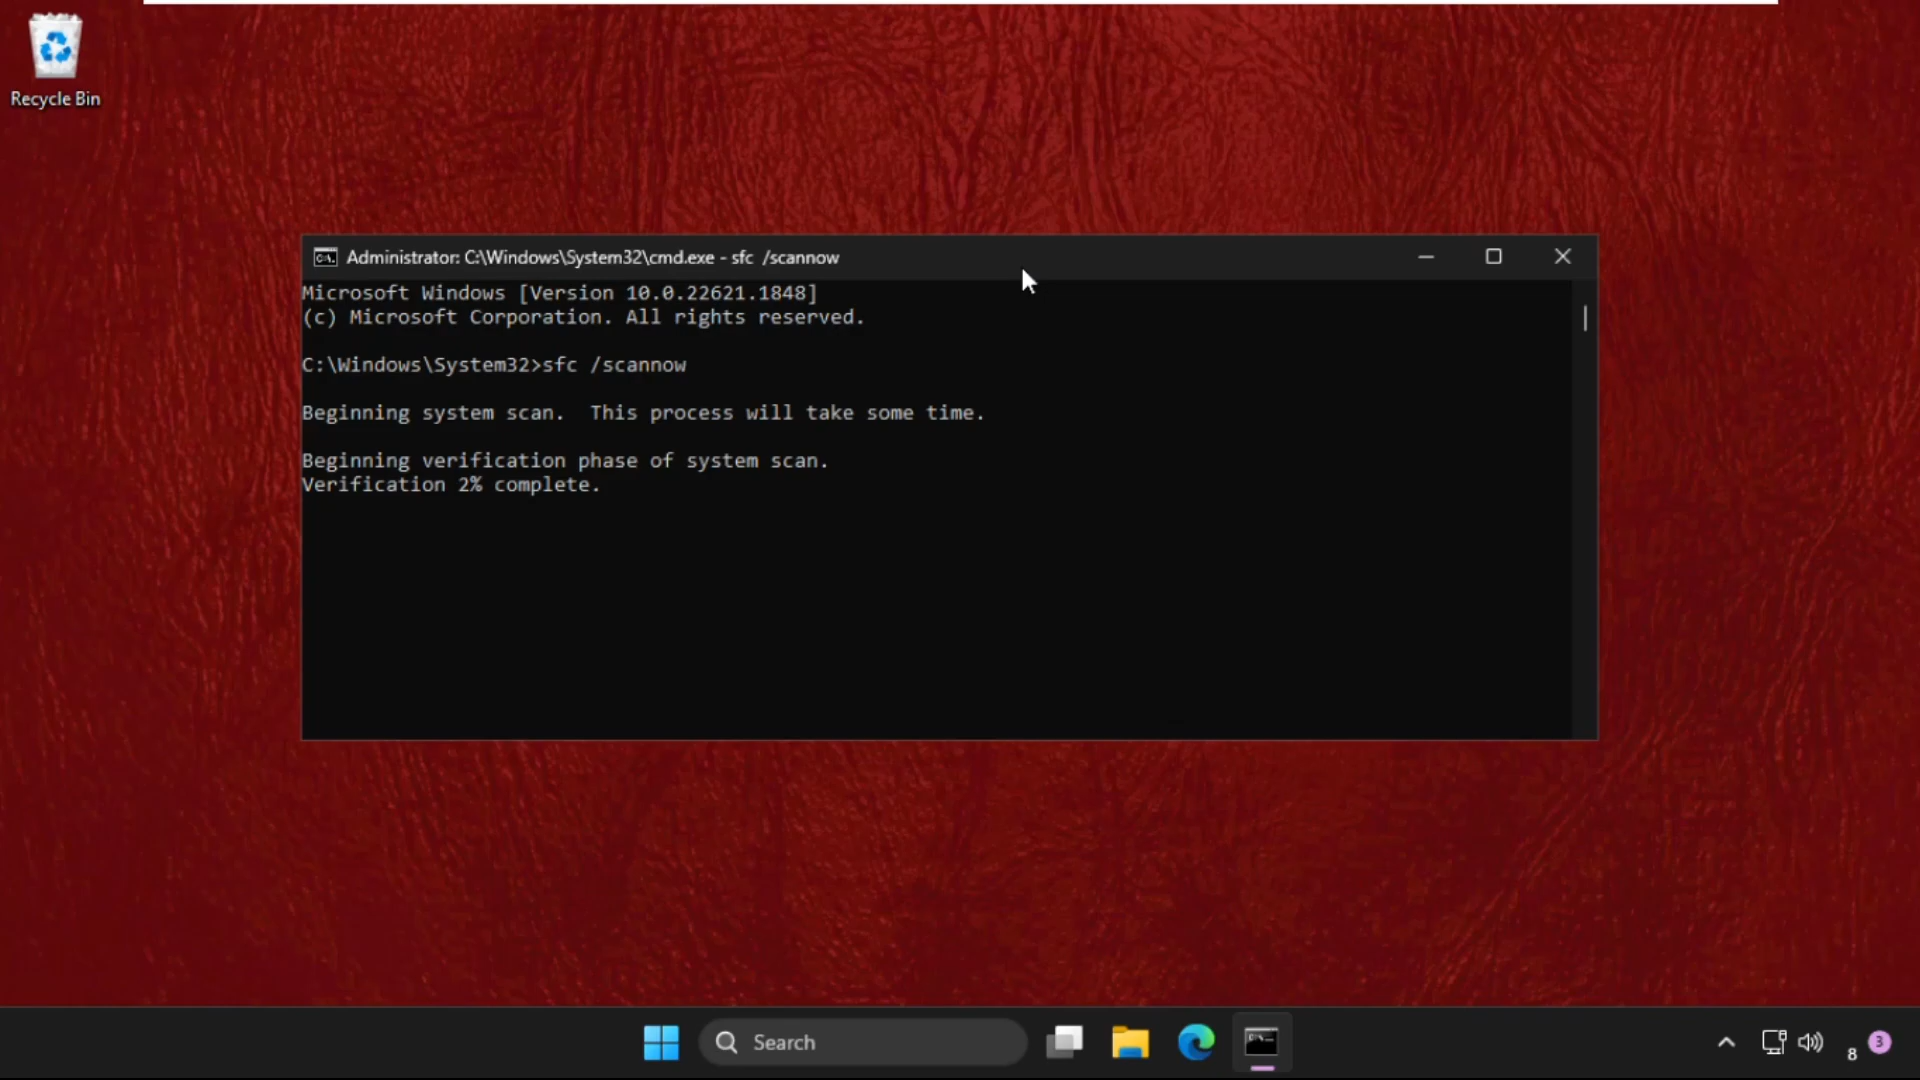 Recycle Bin
Administrator: C:\Windows\System32\cmd.exe - sfc  /scannow
Microsoft Windows [Version 10.0.22621.1848]
(c) Microsoft Corporation. All rights reserved.
C:\Windows\System32>sfc /scannow
Beginning system scan.  This process will take some time.
Beginning verification phase of system scan.
Verification 2% complete.
Search
8
3